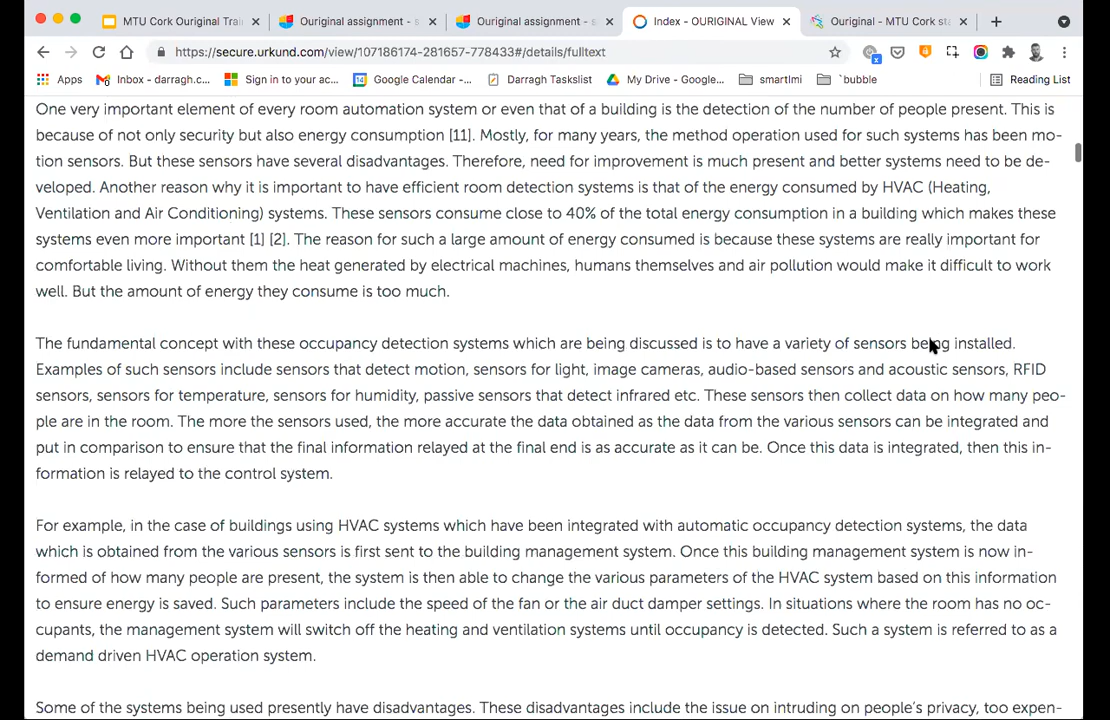 MTU Cork Ouriginal Trai
Ouriginal assignment - s
Ouriginal assignment - s
Index - OURIGINAL View
Ouriginal - MTU Cork st
https://secure.urkund.com/view/107186174-281657-778433#/details/fulltext
Apps
Inbox - darragh.c...
Sign in to your ac...
Google Calendar -...
Darragh Tasklist
My Drive - Google...
smartlmi
`bubble
Reading List
One very important element of every room automation system or even that of a building is the detection of the number of people present. This is
because of not only security but also energy consumption [11]. Mostly, for many years, the method operation used for such systems has been mo-
tion sensors. But these sensors have several disadvantages. Therefore, need for improvement is much present and better systems need to be de-
veloped. Another reason why it is important to have efficient room detection systems is that of the energy consumed by HVAC (Heating,
Ventilation and Air Conditioning) systems. These sensors consume close to 40% of the total energy consumption in a building which makes these
systems even more important [1] [2]. The reason for such a large amount of energy consumed is because these systems are really important for
comfortable living. Without them the heat generated by electrical machines, humans themselves and air pollution would make it difficult to work
well. But the amount of energy they consume is too much.
The fundamental concept with these occupancy detection systems which are being discussed is to have a variety of sensors being installed.
Examples of such sensors include sensors that detect motion, sensors for light, image cameras, audio-based sensors and acoustic sensors, RFID
sensors, sensors for temperature, sensors for humidity, passive sensors that detect infrared etc. These sensors then collect data on how many peo-
ple are in the room. The more the sensors used, the more accurate the data obtained as the data from the various sensors can be integrated and
put in comparison to ensure that the final information relayed at the final end is as accurate as it can be. Once this data is integrated, then this in-
formation is relayed to the control system.
For example, in the case of buildings using HVAC systems which have been integrated with automatic occupancy detection systems, the data
which is obtained from the various sensors is first sent to the building management system. Once this building management system is now in-
formed of how many people are present, the system is then able to change the various parameters of the HVAC system based on this information
to ensure energy is saved. Such parameters include the speed of the fan or the air duct damper settings. In situations where the room has no oc-
cupants, the management system will switch off the heating and ventilation systems until occupancy is detected. Such a system is referred to as a
demand driven HVAC operation system.
Some of the systems being used presently have disadvantages. These disadvantages include the issue on intruding on people's privacy, too expen-